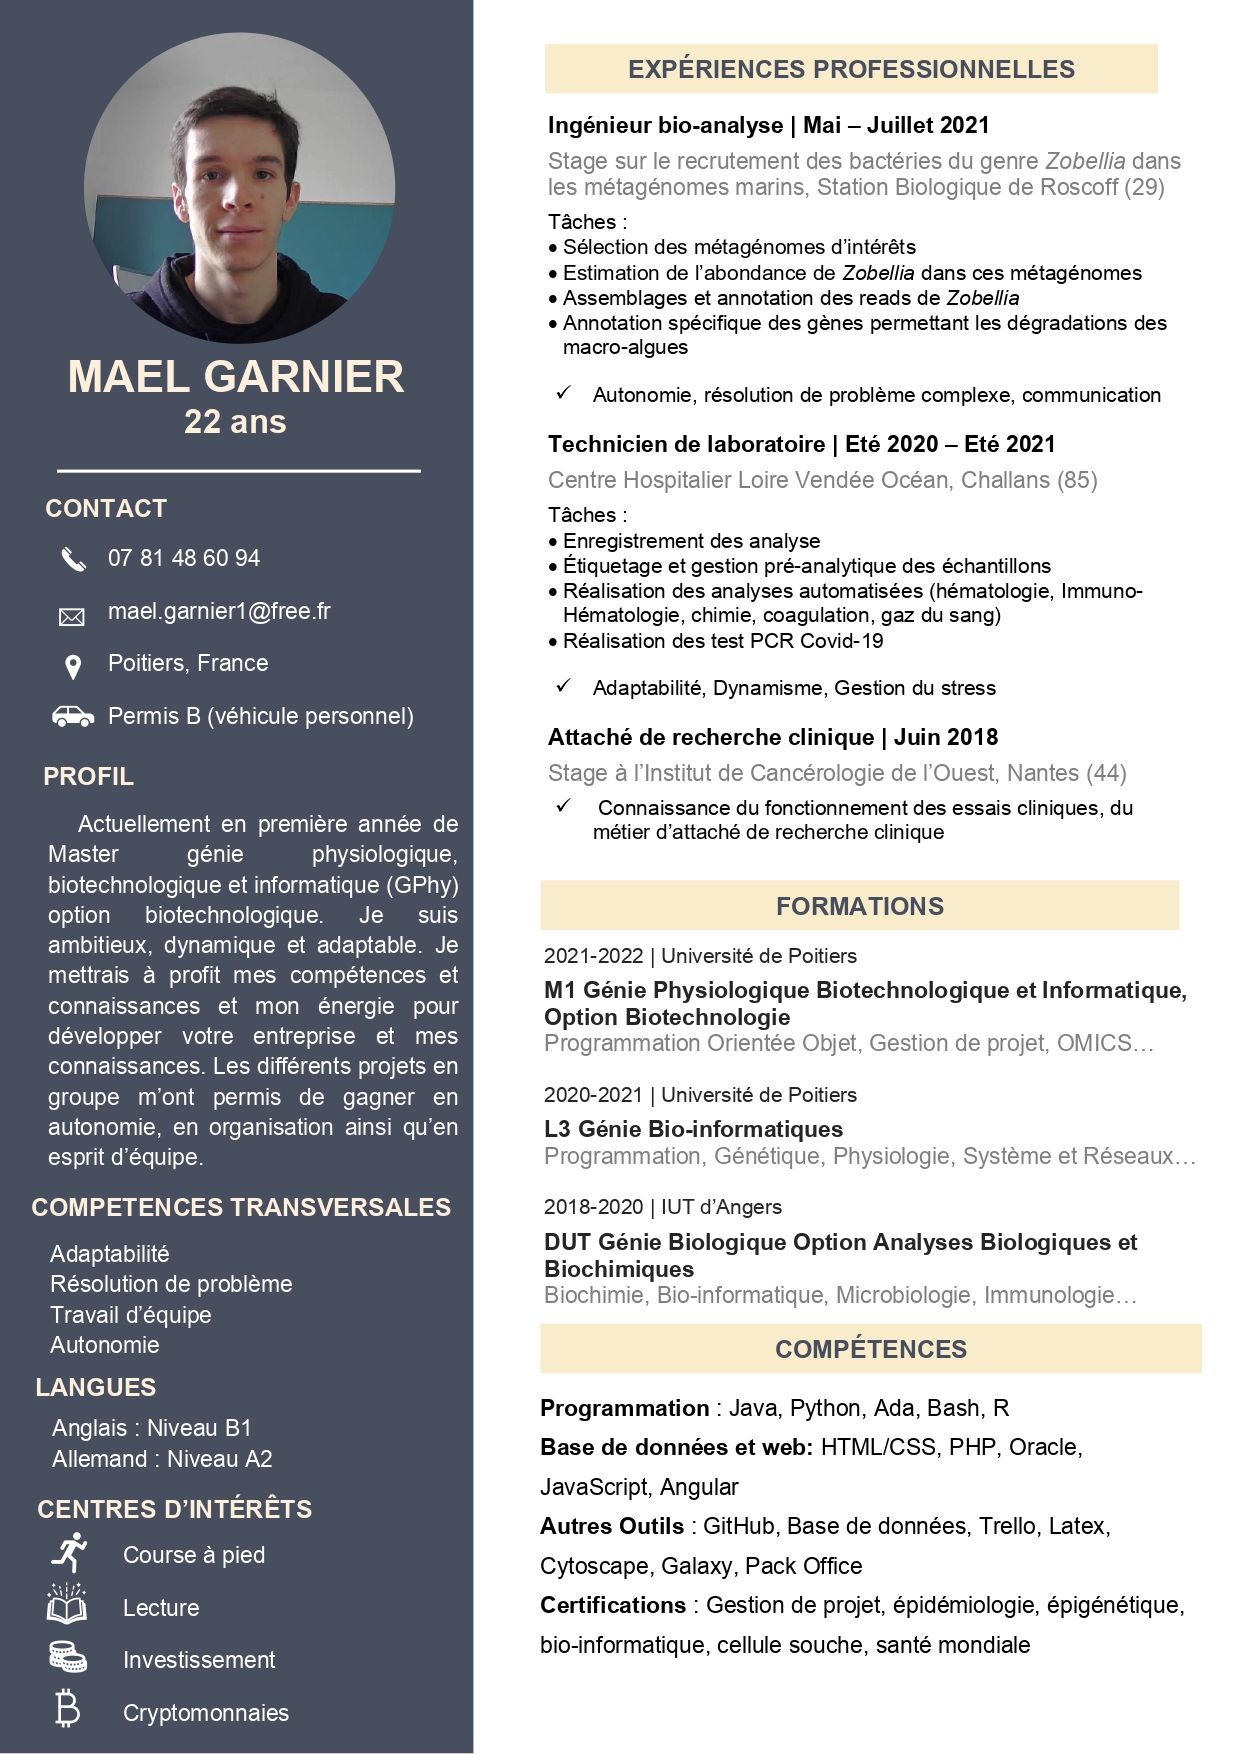 MAEL GARNIER
22 ans
CONTACT
07 81 48 60 94
mael.garnier1@free.fr
Poitiers, France
Permis B (véhicule personnel)
PROFIL
Actuellement en première année de
Master génie physiologique,
biotechnologique et informatique (GPhy)
option biotechnologique. Je suis
ambitieux, dynamique et adaptable. Je
mettrais à profit mes compétences et
connaissances et mon énergie pour
développer votre entreprise et mes
connaissances. Les différents projets en
groupe m’ont permis de gagner en
autonomie, en organisation ainsi qu’en
esprit d’équipe.
COMPETENCES TRANSVERSALES
Adaptabilité
Résolution de problème
Travail d’équipe
Autonomie
LANGUES
Anglais : Niveau B1
Allemand : Niveau A2
CENTRES D’INTÉRÊTS
Course à pied
Lecture
Investissement
Cryptomonnaies
EXPÉRIENCES PROFESSIONNELLES
Ingénieur bio-analyse | Mai – Juillet 2021
Stage sur le recrutement des bactéries du genre Zobellia dans
les métagénomes marins, Station Biologique de Roscoff (29)
Tâches :
• Sélection des métagénomes d’intérêts
• Estimation de l’abondance de Zobellia dans ces métagénomes
• Assemblages et annotation des reads de Zobellia
• Annotation spécifique des gènes permettant les dégradations des
macro-algues
✓ Autonomie, résolution de problème complexe, communication
Technicien de laboratoire | Eté 2020 – Eté 2021
Centre Hospitalier Loire Vendée Océan, Challans (85)
Tâches :
• Enregistrement des analyse
• Étiquetage et gestion pré-analytique des échantillons
• Réalisation des analyses automatisées (hématologie, Immuno-
Hématologie, chimie, coagulation, gaz du sang)
• Réalisation des test PCR Covid-19
✓ Adaptabilité, Dynamisme, Gestion du stress
Attaché de recherche clinique | Juin 2018
Stage à l’Institut de Cancérologie de l’Ouest, Nantes (44)
✓ Connaissance du fonctionnement des essais cliniques, du
métier d’attaché de recherche clinique
FORMATIONS
2021-2022 | Université de Poitiers
M1 Génie Physiologique Biotechnologique et Informatique,
Option Biotechnologie
Programmation Orientée Objet, Gestion de projet, OMICS…
2020-2021 | Université de Poitiers
L3 Génie Bio-informatiques
Programmation, Génétique, Physiologie, Système et Réseaux…
2018-2020 | IUT d’Angers
DUT Génie Biologique Option Analyses Biologiques et
Biochimiques
Biochimie, Bio-informatique, Microbiologie, Immunologie…
COMPÉTENCES
Programmation : Java, Python, Ada, Bash, R
Base de données et web: HTML/CSS, PHP, Oracle,
JavaScript, Angular
Autres Outils : GitHub, Base de données, Trello, Latex,
Cytoscape, Galaxy, Pack Office
Certifications : Gestion de projet, épidémiologie, épigénétique,
bio-informatique, cellule souche, santé mondiale